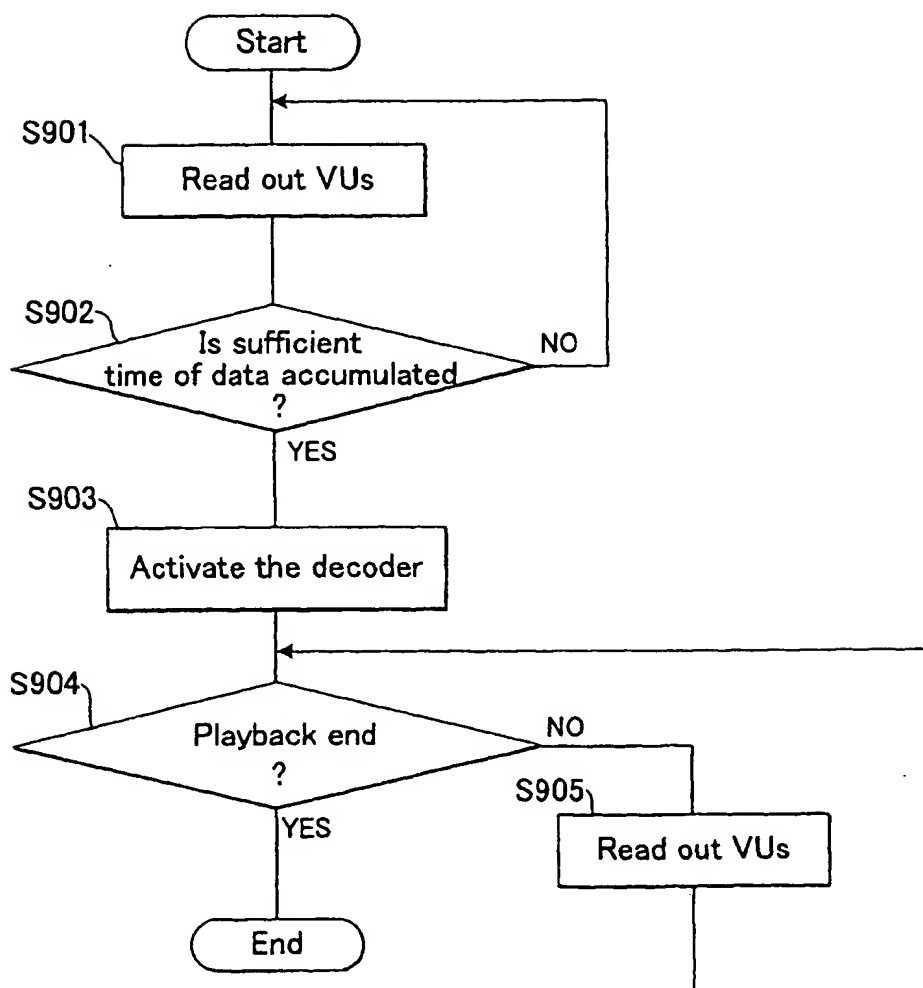 Start
S901
Read out VUs
S902
Is sufficient
time of data accumulated
?
NO
YES
S903
Activate the decoder
S904
Playback end
?
NO
YES
S905
Read out VUs
End